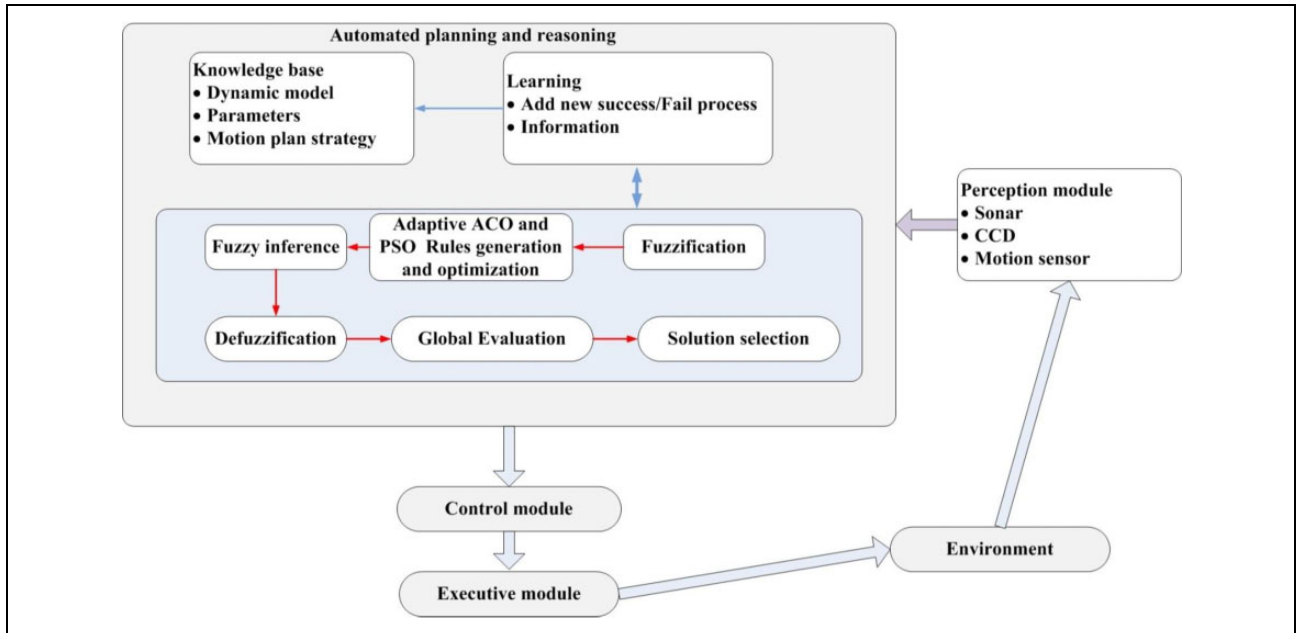 Automated planning and reasoning
Knowledge base
• Dynamic model
• Parameters
• Motion plan strategy
Learning
• Add new success/Fail process
• Information
Perception module
• Sonar
• CCD
• Motion sensor
Fuzzy inference
Adaptive ACO and
PSO Rules generation
and optimization
Fuzzification
Defuzzification
Global Evaluation
Solution selection
Control module
Executive module
Environment